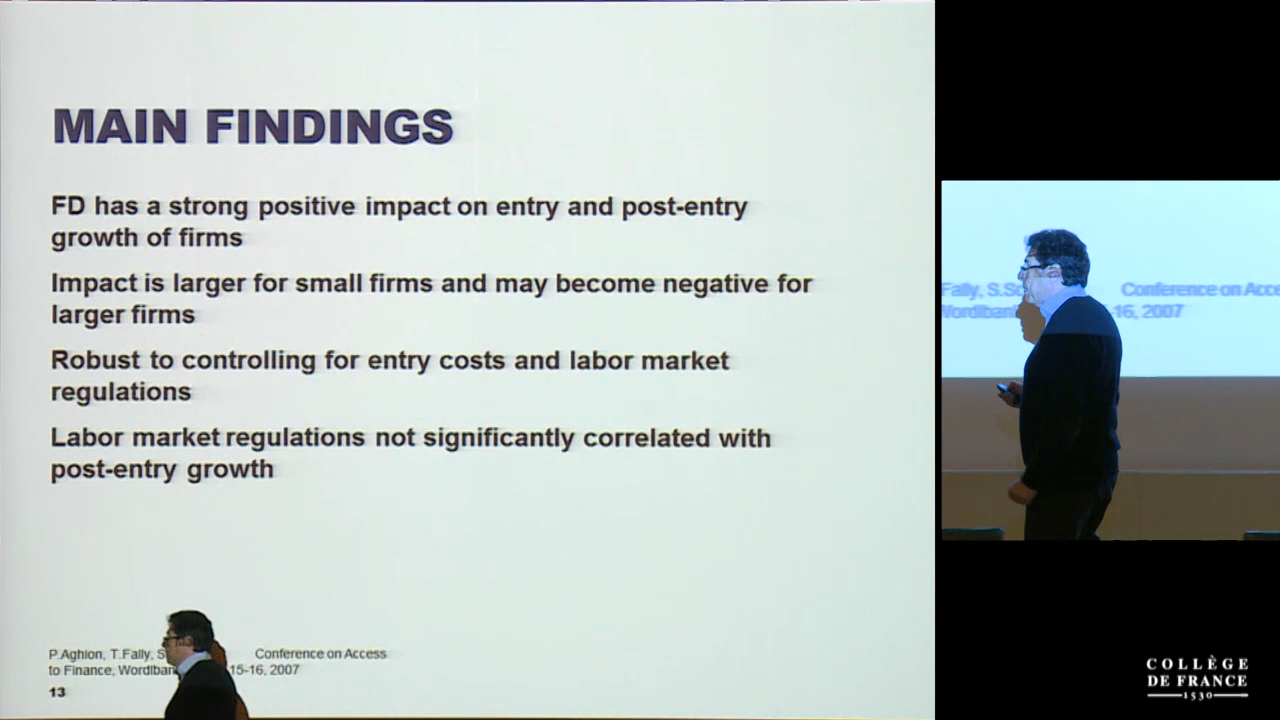 MAIN FINDINGS
FD has a strong positive impact on entry and post-entry
growth of firms
Impact is larger for small firms and may become negative for
larger firms
Robust to controlling for entry costs and labor market
regulations
Labor market regulations not significantly correlated with
post-entry growth
P.Aghion, T.Fally, Conference on Access
to Finance, 15-16, 2007
13
Fally, Conference on
2007
COLLÈGE
DE FRANCE
1530